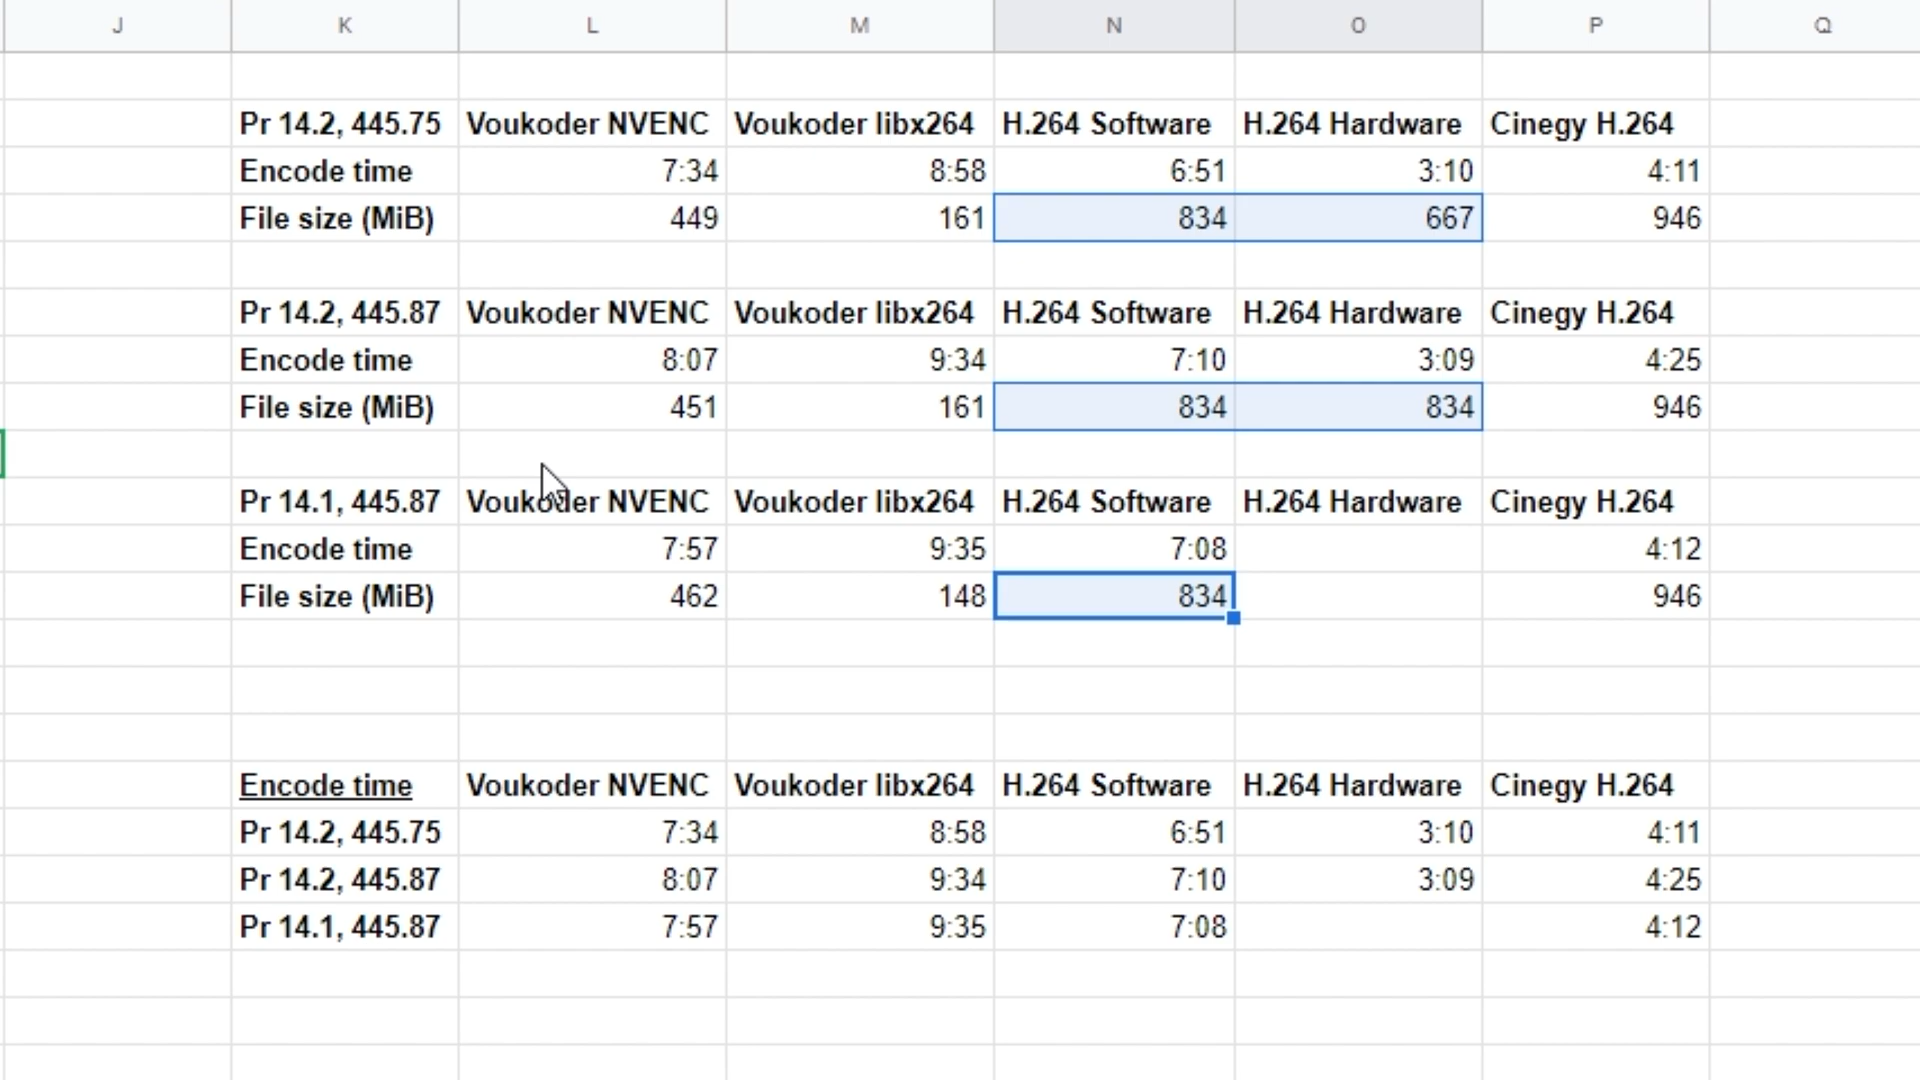 J K L M N O P Q
Pr 14.2, 445.75 Voukoder NVENC Voukoder libx264 H.264 Software H.264 Hardware Cinegy H.264
Encode time 7:34 8:58 6:51 3:10 4:11
File size (MiB) 449 161 834 667 946
Pr 14.2, 445.87 Voukoder NVENC Voukoder libx264 H.264 Software H.264 Hardware Cinegy H.264
Encode time 8:07 9:34 7:10 3:09 4:25
File size (MiB) 451 161 834 834 946
Pr 14.1, 445.87 Voukoder NVENC Voukoder libx264 H.264 Software H.264 Hardware Cinegy H.264
Encode time 7:57 9:35 7:08 4:12
File size (MiB) 462 148 834 946
Encode time Voukoder NVENC Voukoder libx264 H.264 Software H.264 Hardware Cinegy H.264
Pr 14.2, 445.75 7:34 8:58 6:51 3:10 4:11
Pr 14.2, 445.87 8:07 9:34 7:10 3:09 4:25
Pr 14.1, 445.87 7:57 9:35 7:08 4:12